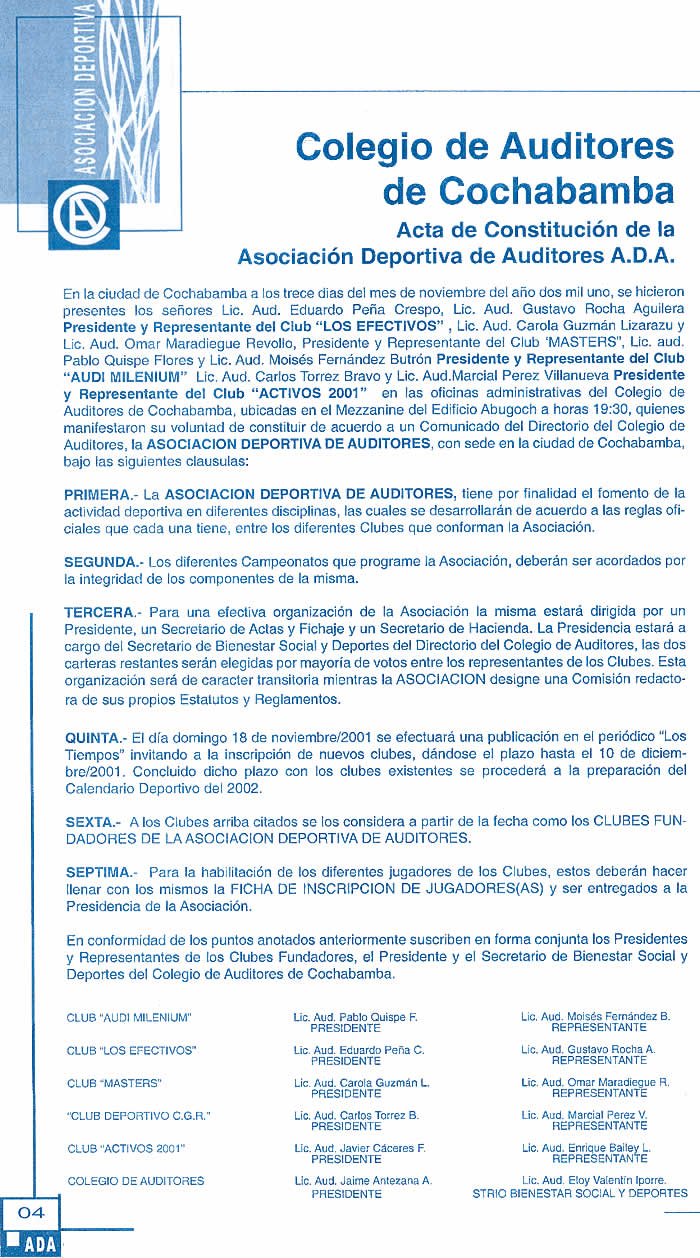 ASOCIACION DEPORTIVA
CA
Colegio de Auditores
de Cochabamba
Acta de Constitución de la
Asociación Deportiva de Auditores A.D.A.
En la ciudad de Cochabamba a los trece dias del mes de noviembre del año dos mil uno, se hicieron
presentes los señores Lic. Aud. Eduardo Peña Crespo, Lic. Aud. Gustavo Rocha Aguilera
Presidente y Representante del Club “LOS EFECTIVOS” , Lic. Aud. Carola Guzmán Lizarazu y
Lic. Aud. Omar Maradiegue Revollo, Presidente y Representante del Club ‘MASTERS”, Lic. aud.
Pablo Quispe Flores y Lic. Aud. Moisés Fernández Butrón Presidente y Representante del Club
“AUDI MILENIUM” Lic. Aud. Carlos Torrez Bravo y Lic. Aud.Marcial Perez Villanueva Presidente
y Representante del Club “ACTIVOS 2001” en las oficinas administrativas del Colegio de
Auditores de Cochabamba, ubicadas en el Mezzanine del Edificio Abugoch a horas 19:30, quienes
manifestaron su voluntad de constituir de acuerdo a un Comunicado del Directorio del Colegio de
Auditores, la ASOCIACION DEPORTIVA DE AUDITORES, con sede en la ciudad de Cochabamba,
bajo las siguientes clausulas:
PRIMERA.- La ASOCIACION DEPORTIVA DE AUDITORES, tiene por finalidad el fomento de la
actividad deportiva en diferentes disciplinas, las cuales se desarrollarán de acuerdo a las reglas ofi-
ciales que cada una tiene, entre los diferentes Clubes que conforman la Asociación.
SEGUNDA.- Los diferentes Campeonatos que programe la Asociación, deberán ser acordados por
la integridad de los componentes de la misma.
TERCERA.- Para una efectiva organización de la Asociación la misma estará dirigida por un
Presidente, un Secretario de Actas y Fichaje y un Secretario de Hacienda. La Presidencia estará a
cargo del Secretario de Bienestar Social y Deportes del Directorio del Colegio de Auditores, las dos
carteras restantes serán elegidas por mayoría de votos entre los representantes de los Clubes. Esta
organización será de caracter transitoria mientras la ASOCIACION designe una Comisión redacto-
ra de sus propios Estatutos y Reglamentos.
QUINTA.- El día domingo 18 de noviembre/2001 se efectuará una publicación en el periódico “Los
Tiempos” invitando a la inscripción de nuevos clubes, dándose el plazo hasta el 10 de diciem-
bre/2001. Concluido dicho plazo con los clubes existentes se procederá a la preparación del
Calendario Deportivo del 2002.
SEXTA.- A los Clubes arriba citados se los considera a partir de la fecha como los CLUBES FUN-
DADORES DE LA ASOCIACION DEPORTIVA DE AUDITORES.
SEPTIMA.- Para la habilitación de los diferentes jugadores de los Clubes, estos deberán hacer
llenar con los mismos la FICHA DE INSCRIPCION DE JUGADORES(AS) y ser entregados a la
Presidencia de la Asociación.
En conformidad de los puntos anotados anteriormente suscriben en forma conjunta los Presidentes
y Representantes de los Clubes Fundadores, el Presidente y el Secretario de Bienestar Social y
Deportes del Colegio de Auditores de Cochabamba.
CLUB “AUDI MILENIUM” Lic. Aud. Pablo Quispe F. Lic. Aud. Moisés Fernández B.
PRESIDENTE REPRESENTANTE
CLUB “LOS EFECTIVOS” Lic. Aud. Eduardo Peña C. Lic. Aud. Gustavo Rocha A.
PRESIDENTE REPRESENTANTE
CLUB “MASTERS” Lic. Aud. Carola Guzmán L. Lic. Aud. Omar Maradiegue R.
PRESIDENTE REPRESENTANTE
“CLUB DEPORTIVO C.G.R.” Lic. Aud. Carlos Torrez B. Lic. Aud. Marcial Perez V.
PRESIDENTE REPRESENTANTE
CLUB “ACTIVOS 2001” Lic. Aud. Javier Cáceres F. Lic. Aud. Enrique Bailey L.
PRESIDENTE REPRESENTANTE
COLEGIO DE AUDITORES Lic. Aud. Jaime Antezana A. Lic. Aud. Eloy Valentín Iporre.
PRESIDENTE STRIO BIENESTAR SOCIAL Y DEPORTES
04
ADA